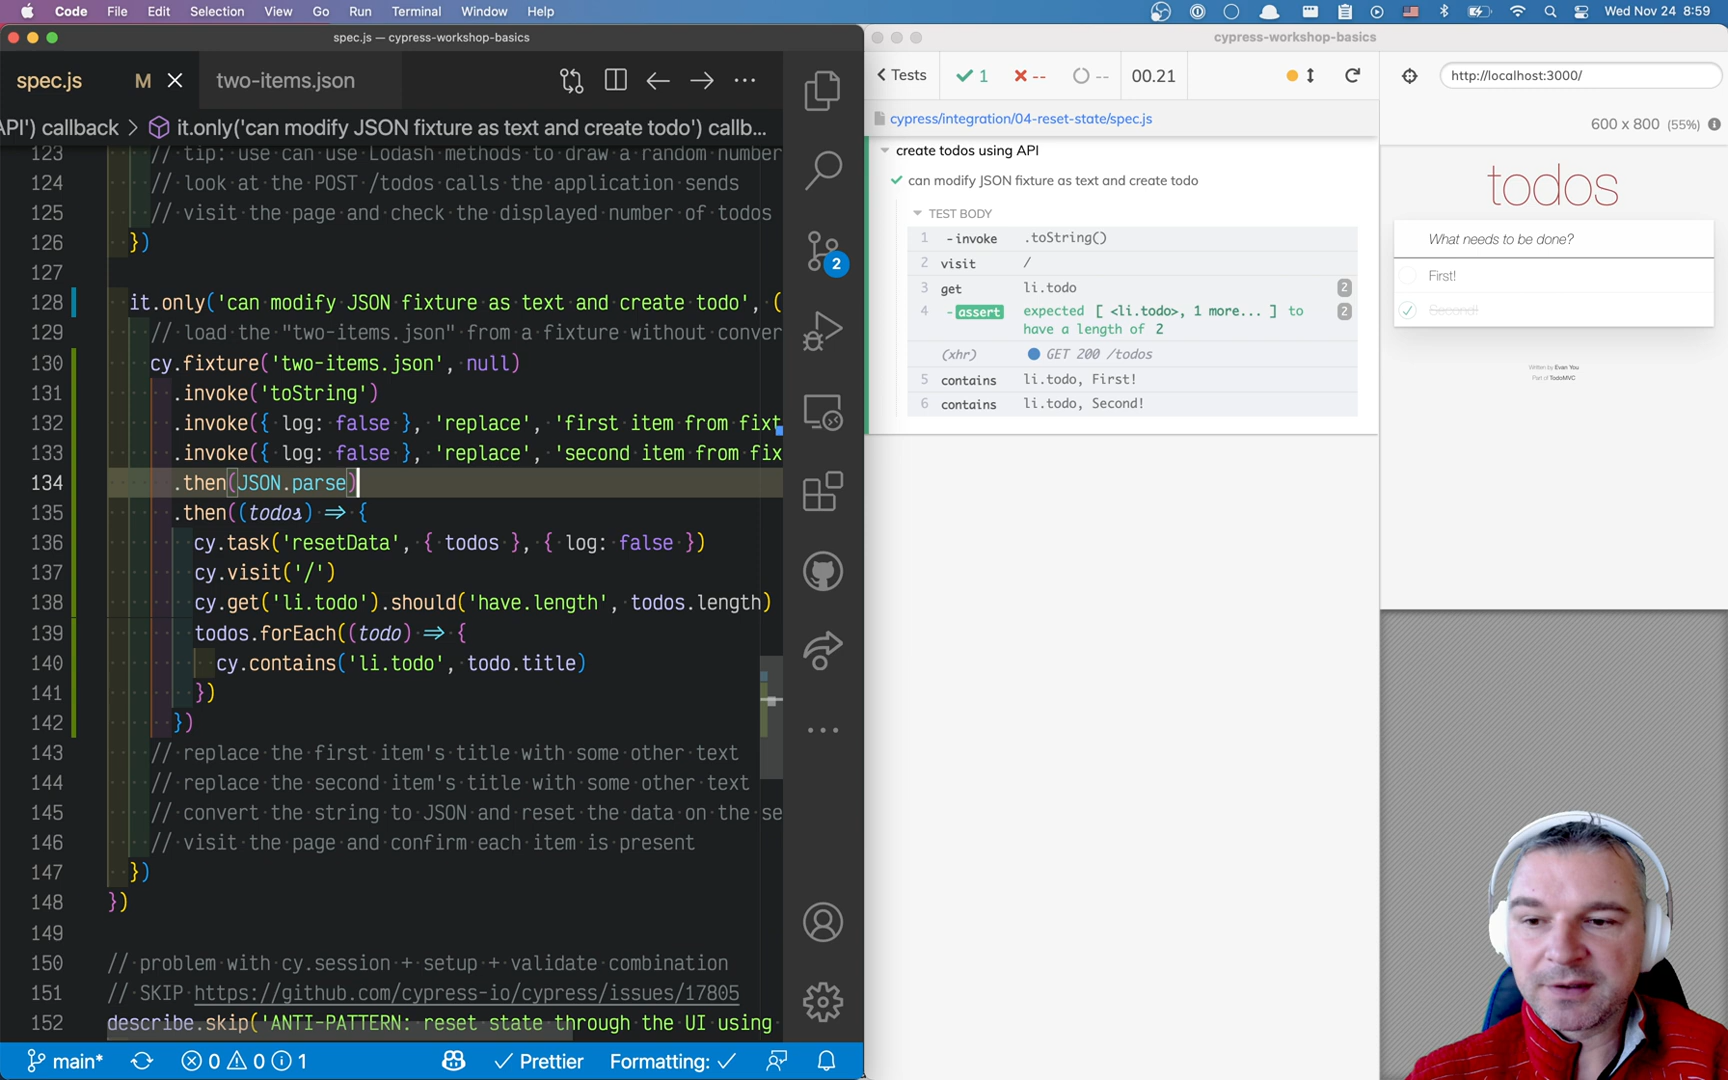 Code File Edit Selection View Go Run Terminal Window Help
Wed Nov 24 8:59
spec.js — cypress-workshop-basics
spec.js M two-items.json
API') callback > it.only('can modify JSON fixture as text and create todo') callb...
123 // tip: use can use Lodash methods to draw a random number
124 // look at the POST /todos calls the application sends
125 // visit the page and check the displayed number of todos
126 })
127
128 it.only('can modify JSON fixture as text and create todo', (
129 // load the "two-items.json" from a fixture without conver
130 cy.fixture('two-items.json', null)
131 .invoke('toString')
132 .invoke({ log: false }, 'replace', 'first item from fixt
133 .invoke({ log: false }, 'replace', 'second item from fix
134 .then(JSON.parse)
135 .then((todos) => {
136 cy.task('resetData', { todos }, { log: false })
137 cy.visit('/')
138 cy.get('li.todo').should('have.length', todos.length)
139 todos.forEach((todo) => {
140 cy.contains('li.todo', todo.title)
141 })
142 })
143 // replace the first item's title with some other text
144 // replace the second item's title with some other text
145 // convert the string to JSON and reset the data on the se
146 // visit the page and confirm each item is present
147 })
148 })
149
150 // problem with cy.session + setup + validate combination
151 // SKIP https://github.com/cypress-io/cypress/issues/17805
152 describe.skip('ANTI-PATTERN: reset state through the UI using
2
main* 0 0 1 Prettier Formatting:
cypress-workshop-basics
Tests 1 -- -- 00.21
cypress/integration/04-reset-state/spec.js
create todos using API
can modify JSON fixture as text and create todo
TEST BODY
1 -invoke .toString()
2 visit /
3 get li.todo 2
4 -assert expected [ <li.todo>, 1 more... ] to 2
have a length of 2
(xhr) GET 200 /todos
5 contains li.todo, First!
6 contains li.todo, Second!
http://localhost:3000/
600 x 800 (55%)
todos
What needs to be done?
First!
Second!
Written by Evan You
Part of TodoMVC